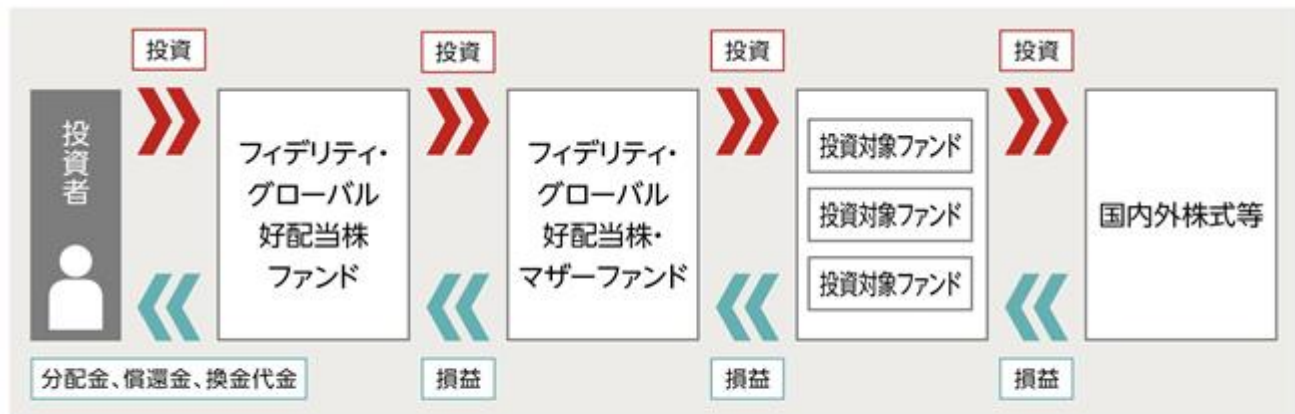 投資
投資
投資
投資
投資者
フィデリティ・
グローバル
好配当株
ファンド
フィデリティ・
グローバル
好配当株・
マザーファンド
投資対象ファンド
投資対象ファンド
投資対象ファンド
国内外株式等
分配金、償還金、換金代金
損益
損益
損益